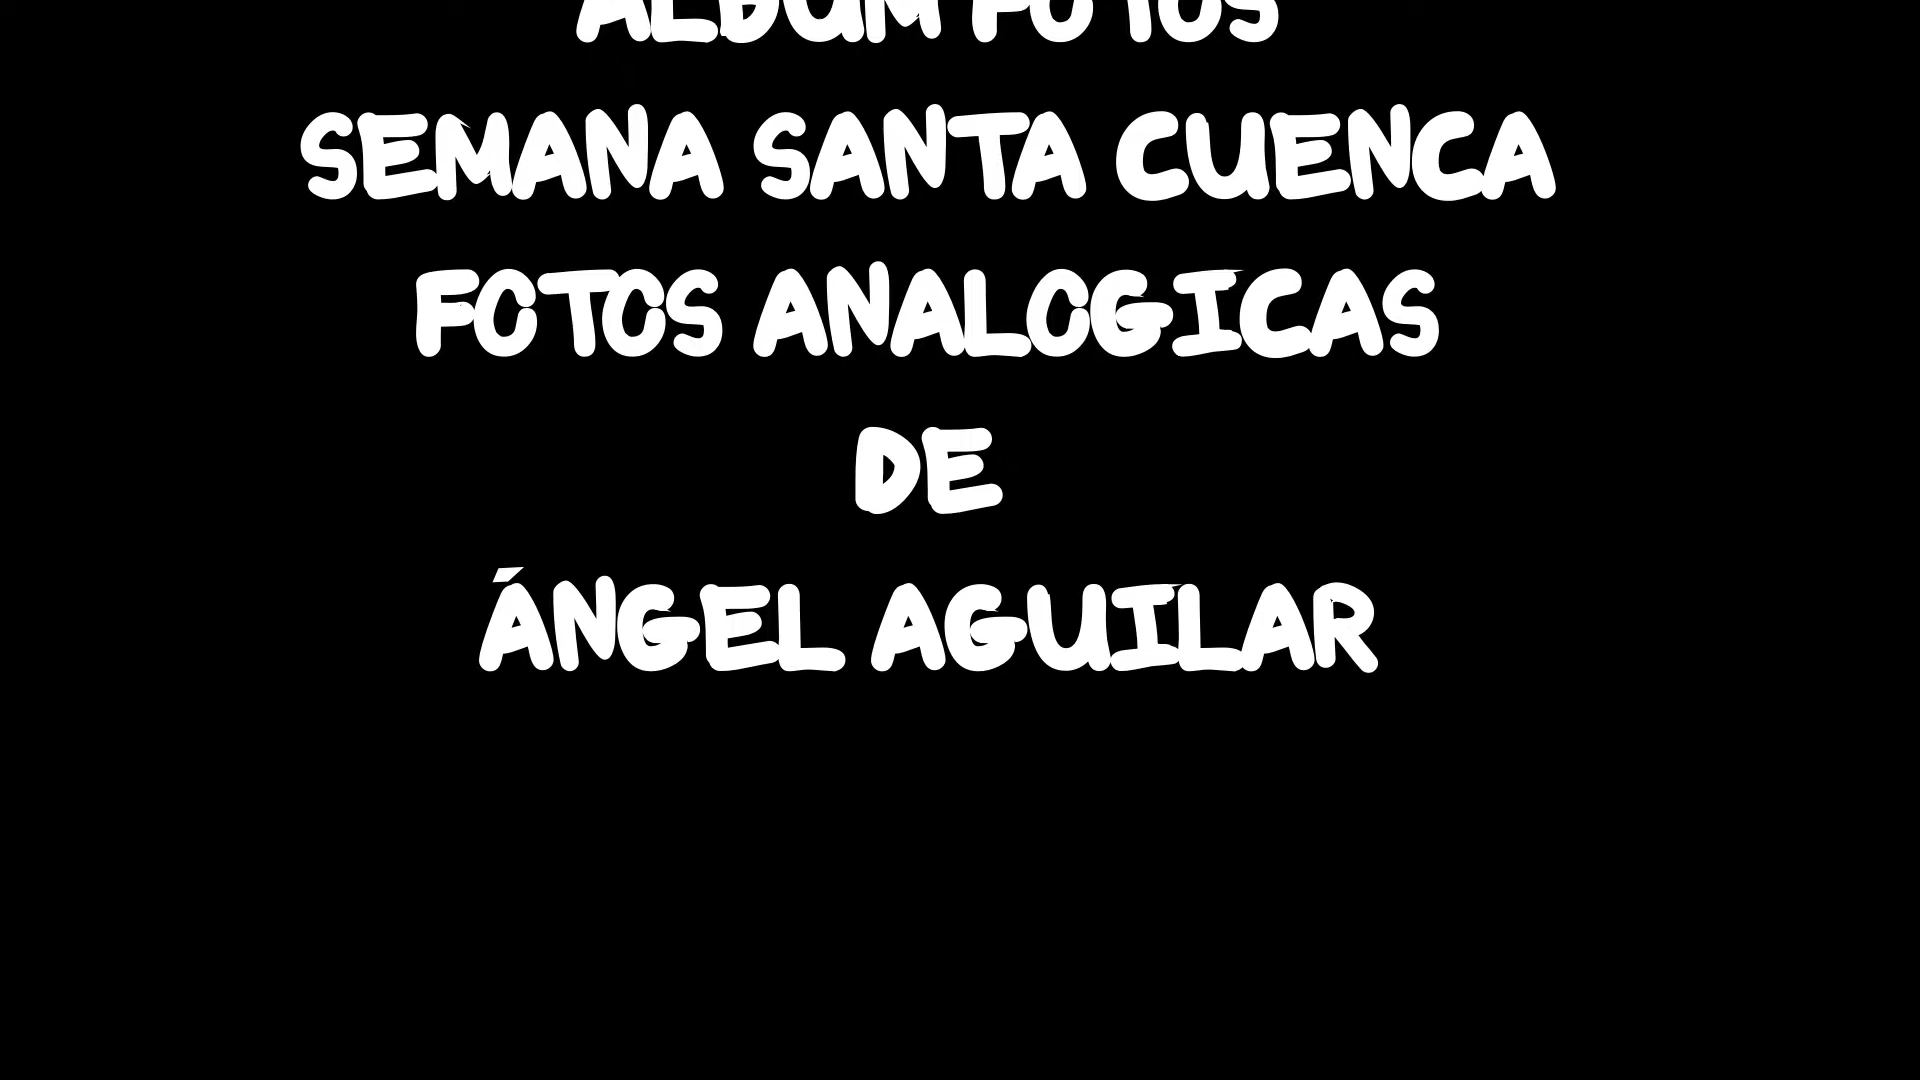 ALBUM FOTOS
SEMANA SANTA CUENCA
FOTOS ANALOGICAS
DE
ÁNGEL AGUILAR